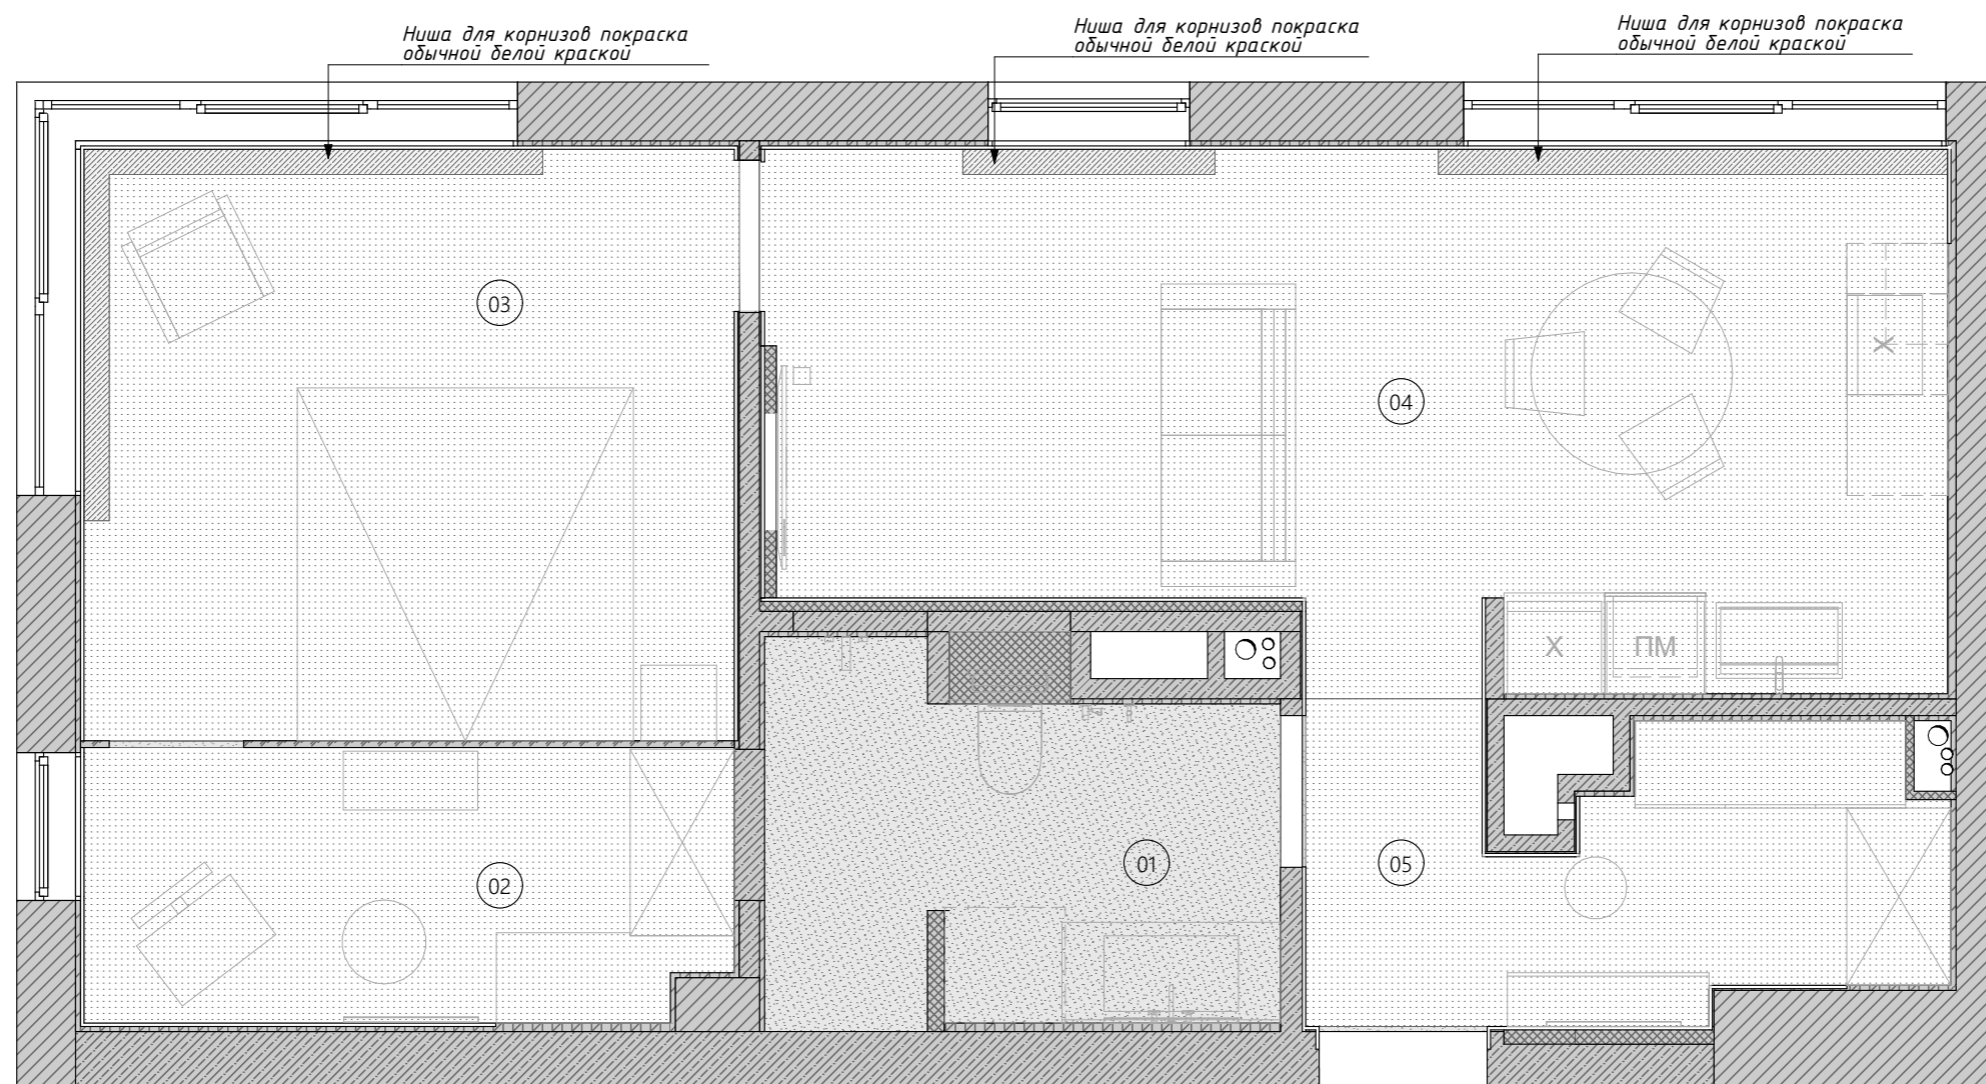 Ниша для корнизов покраска
обычной белой краской
Ниша для корнизов покраска
обычной белой краской
Ниша для корнизов покраска
обычной белой краской
03
04
Ж
Х
ПМ
01
05
02